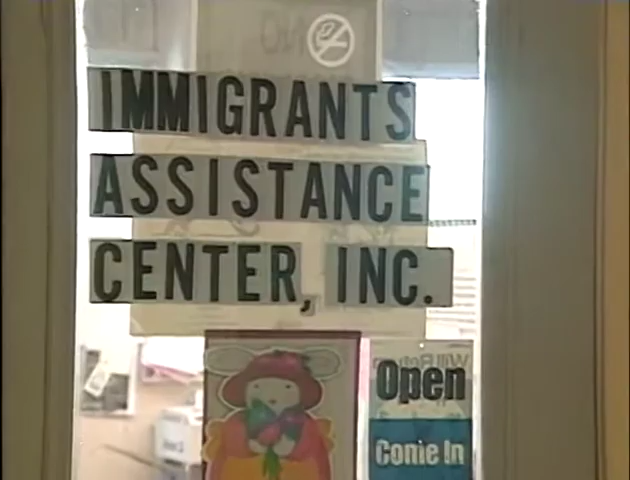 IMMIGRANTS
ASSISTANCE
CENTER, INC.
Open
Come In